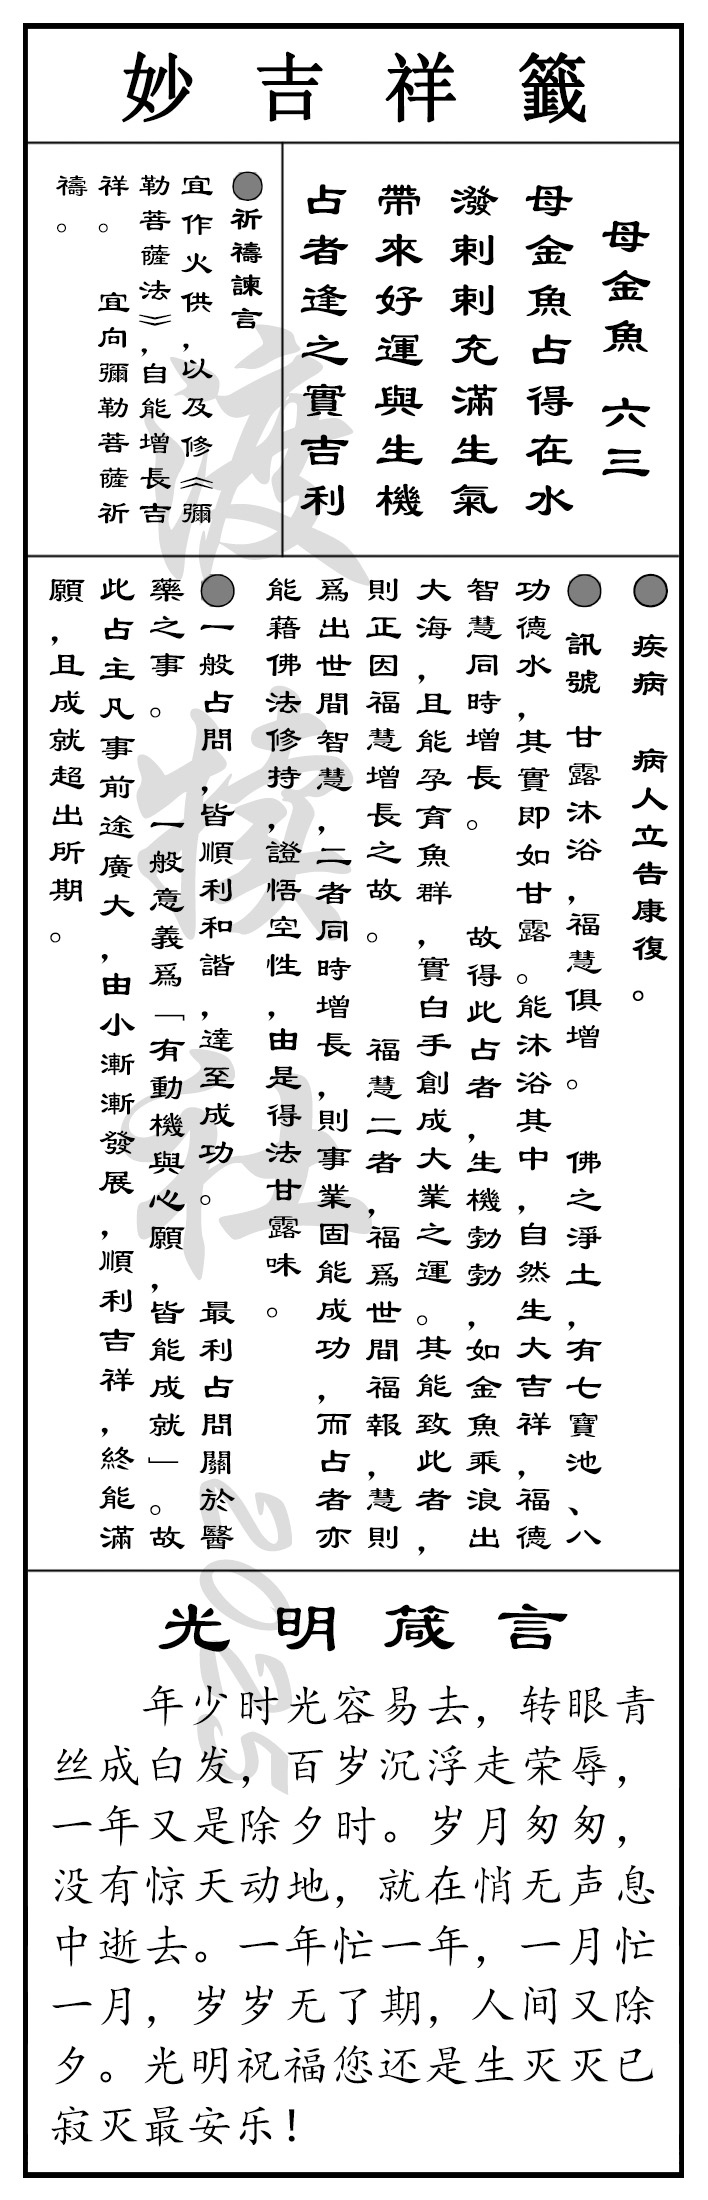 妙吉祥籤
母金魚 六三
母金魚占得在水
潑剌剌充滿生氣
帶來好運與生機
占者逢之實吉利
●祈禱諫言
宜作火供，以及修《彌
勒菩薩法》，自能增長吉
祥。 宜向彌勒菩薩祈
禱。
● 疾病 病人立告康復。
● 訊號 甘露沐浴，福慧俱增。 佛之淨土，有七寶池、八
功德水，其實即如甘露。能沐浴其中，自然生大吉祥，福德
智慧同時增長。 故得此占者，生機勃勃，如金魚乘浪出
大海，且能孕育魚群，實白手創成大業之運。其能致此者，
則正因福慧增長之故。 福慧二者，福爲世間福報，慧則
爲出世間智慧，二者同時增長，則事業固能成功，而占者亦
能藉佛法修持，證悟空性，由是得法甘露味。
●一般占問，皆順利和諧，達至成功。 最利占問關於醫
藥之事。 一般意義爲「有動機與心願，皆能成就」。故
此占主凡事前途廣大，由小漸漸發展，順利吉祥，終能滿
願，且成就超出所期。
光明箴言
年少时光容易去，转眼青
丝成白发，百岁沉浮走荣辱，
一年又是除夕时。岁月匆匆，
没有惊天动地，就在悄无声息
中逝去。一年忙一年，一月忙
一月，岁岁无了期，人间又除
夕。光明祝福您还是生灭灭已
寂灭最安乐！
渡犊社 2025